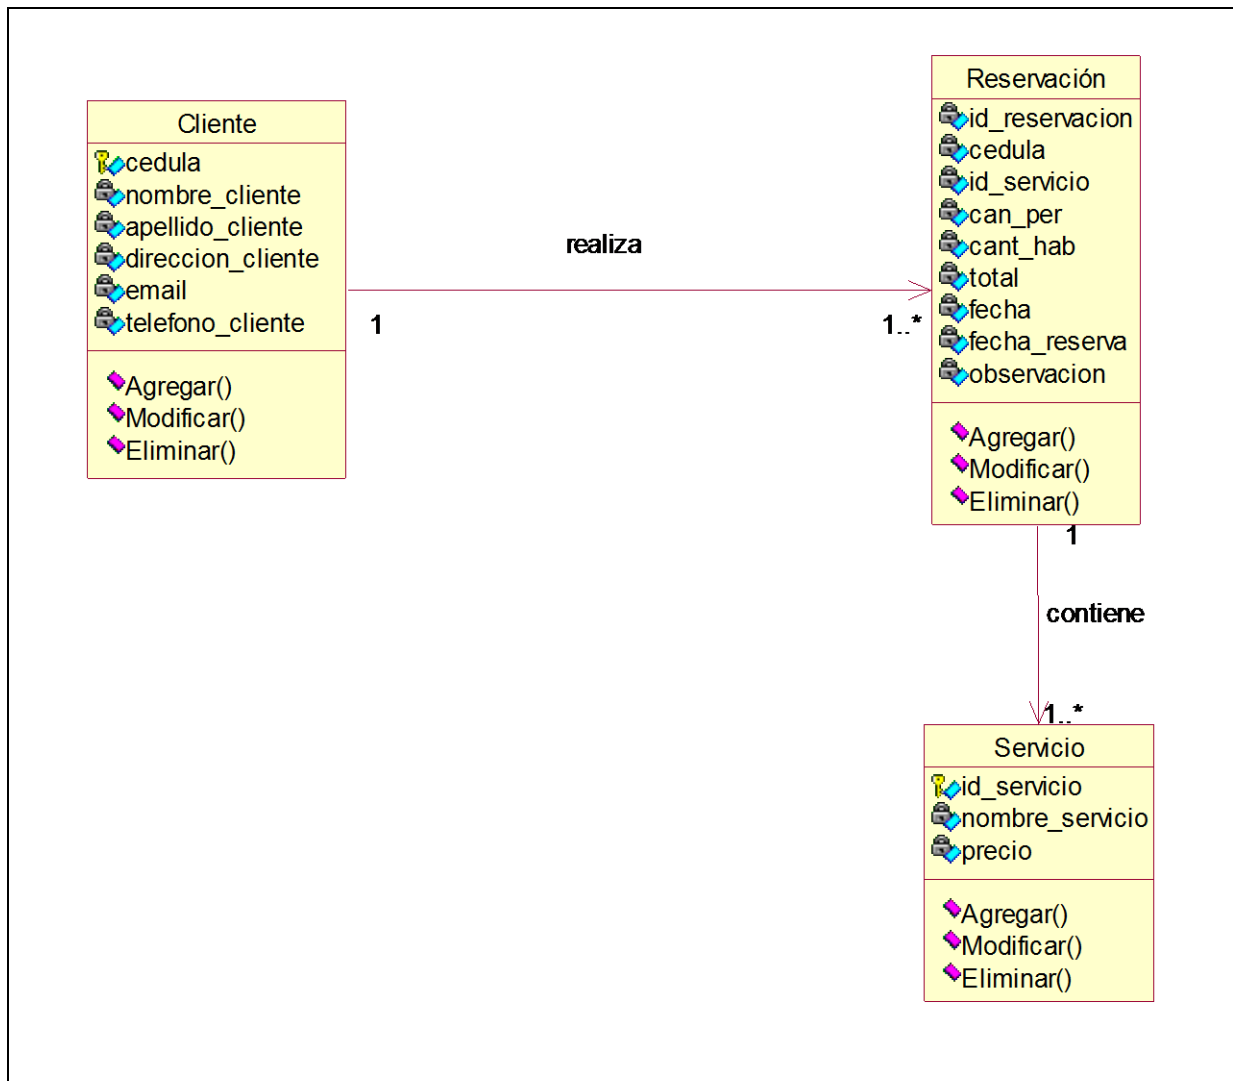 Cliente
cedula
nombre_cliente
apellido_cliente
direccion_cliente
email
telefono_cliente
Agregar()
Modificar()
Eliminar()
realiza
1
1..*
Reservación
id_reservacion
cedula
id_servicio
can_per
cant_hab
total
fecha
fecha_reserva
observacion
Agregar()
Modificar()
Eliminar()
1
contiene
1..*
Servicio
id_servicio
nombre_servicio
precio
Agregar()
Modificar()
Eliminar()